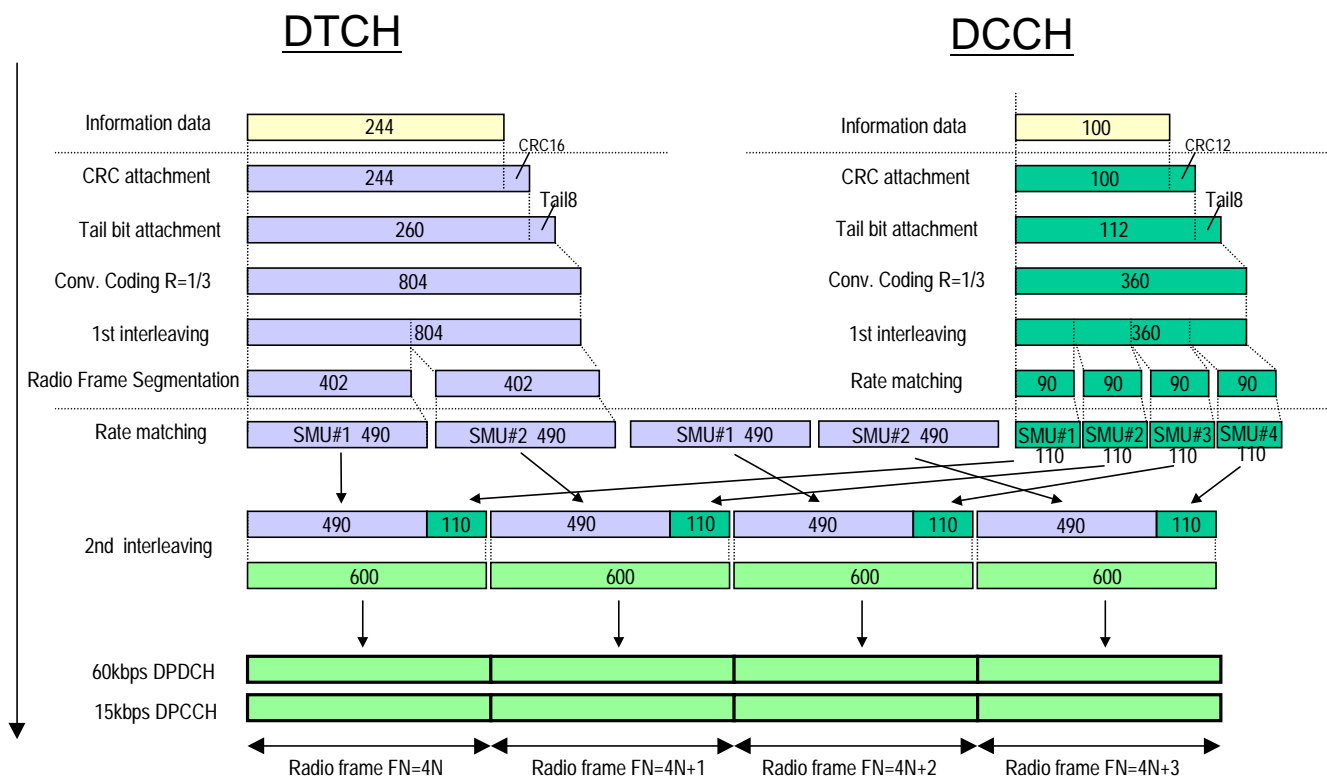 DTCH DCCH
Information data 244 Information data 100
CRC16 CRC12
CRC attachment 244 CRC attachment 100
Tail8 Tail8
Tail bit attachment 260 Tail bit attachment 112
Conv. Coding R=1/3 804 Conv. Coding R=1/3 360
1st interleaving 804 1st interleaving 360
Radio Frame Segmentation 402 402 Rate matching 90 90 90 90
Rate matching SMU#1 490 SMU#2 490 SMU#1 490 SMU#2 490 SMU#1 SMU#2 SMU#3 SMU#4
110 110 110 110
490 110 490 110 490 110 490 110
2nd interleaving
600 600 600 600
60kbps DPDCH
15kbps DPCCH
Radio frame FN=4N Radio frame FN=4N+1 Radio frame FN=4N+2 Radio frame FN=4N+3